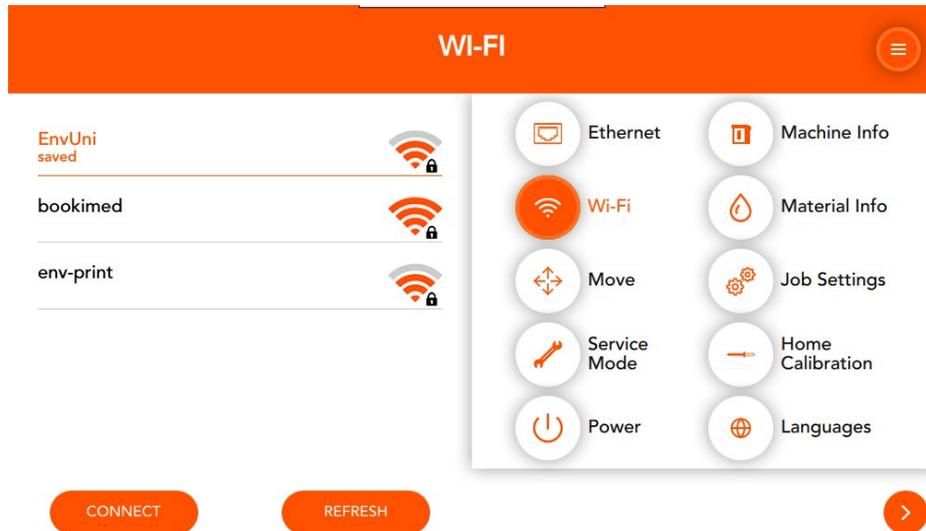 WI-FI
EnvUni
saved
bookimed
env-print
Ethernet
Machine Info
Wi-Fi
Material Info
Move
Job Settings
Service
Mode
Home
Calibration
Power
Languages
CONNECT
REFRESH